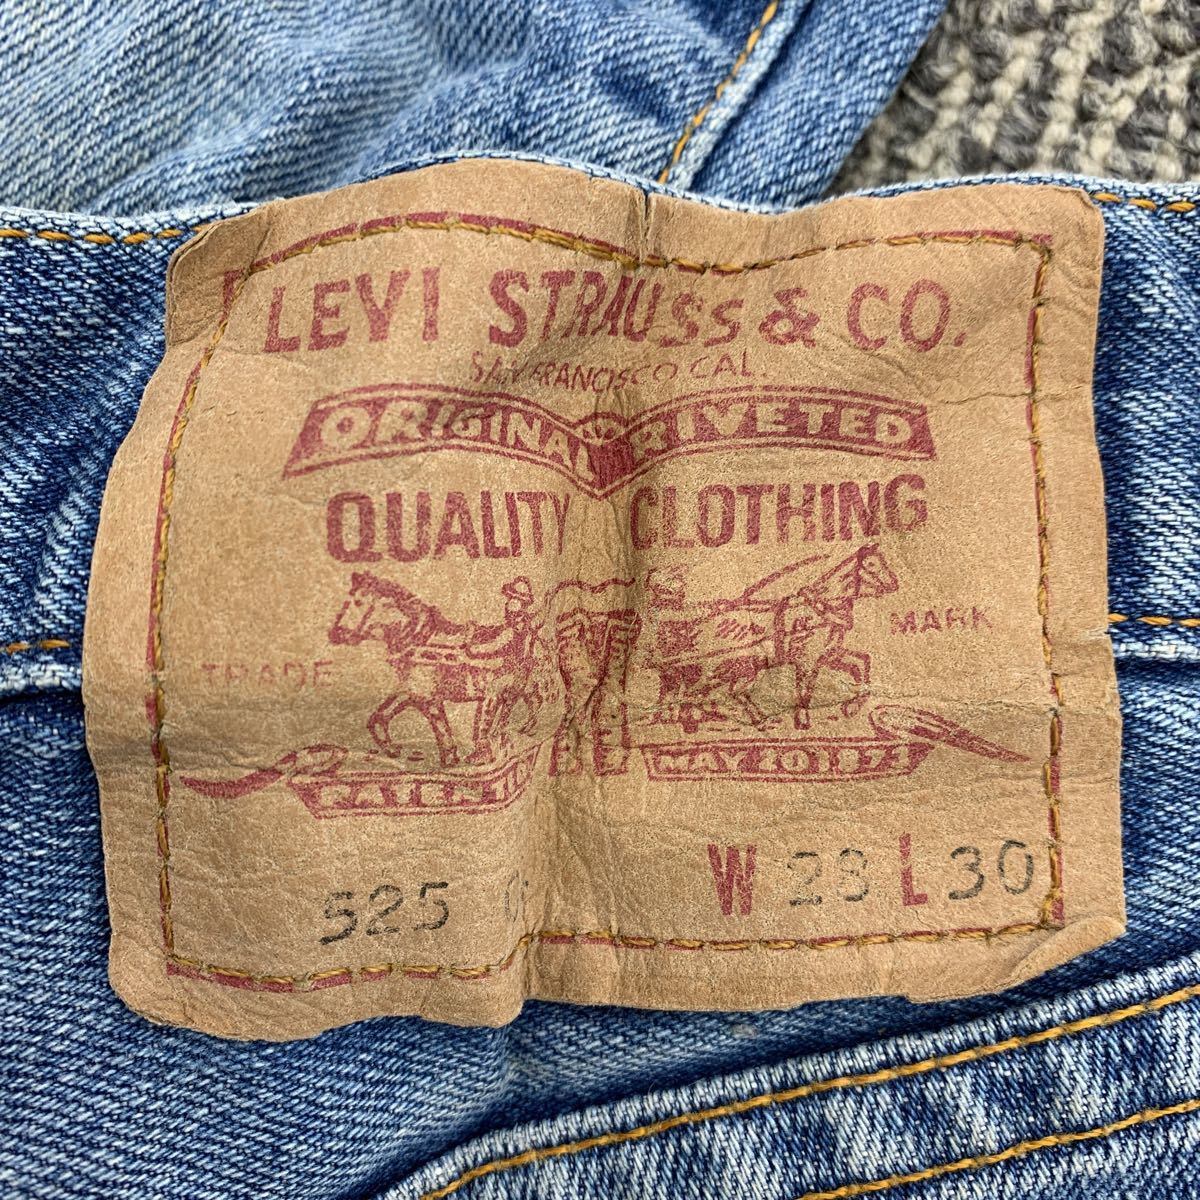 LEVI STRAUSS & CO.
SAN FRANCISCO CAL.
ORIGINAL RIVETED
QUALITY CLOTHING
TRADE MARK
MAY 20 1873
525 W 28 L 30